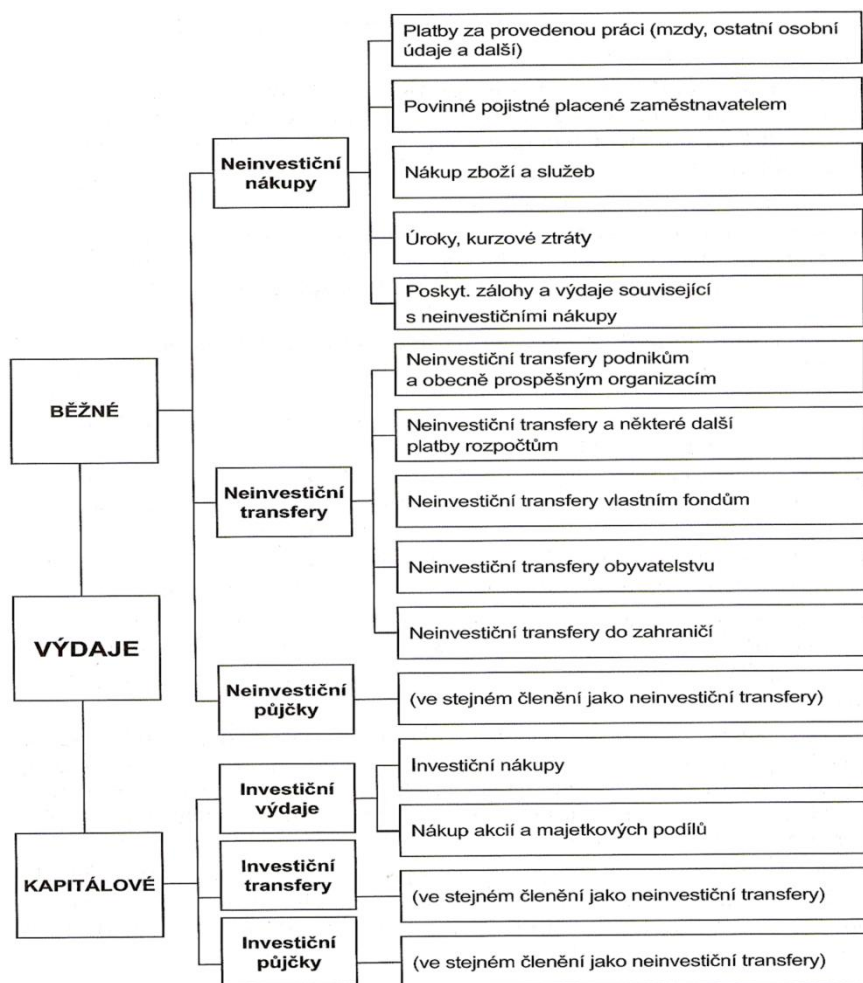 Platby za provedenou práci (mzdy, ostatní osobní
údaje a další)
Povinné pojistné placené zaměstnavatelem
Neinvestiční
nákupy
Nákup zboží a služeb
Úroky, kurzové ztráty
Poskyt. zálohy a výdaje související
s neinvestičními nákupy
BĚŽNÉ
Neinvestiční transfery podnikům
a obecně prospěšným organizacím
Neinvestiční transfery a některé další
platby rozpočtům
Neinvestiční
transfery
Neinvestiční transfery vlastním fondům
Neinvestiční transfery obyvatelstvu
Neinvestiční transfery do zahraničí
VÝDAJE
Neinvestiční
půjčky
(ve stejném členění jako neinvestiční transfery)
Investiční
výdaje
Investiční nákupy
Nákup akcií a majetkových podílů
KAPITÁLOVÉ
Investiční
transfery
(ve stejném členění jako neinvestiční transfery)
Investiční
půjčky
(ve stejném členění jako neinvestiční transfery)